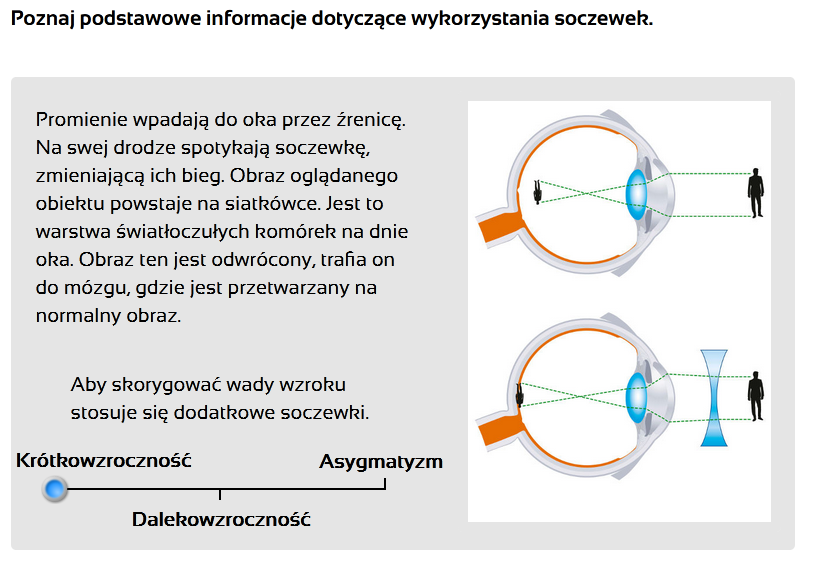 Poznaj podstawowe informacje dotyczące wykorzystania soczewek.
Promienie wpadają do oka przez źrenicę.
Na swej drodze spotykają soczewkę,
zmieniającą ich bieg. Obraz oglądanego
obiektu powstaje na siatkówce. Jest to
warstwa światłoczułych komórek na dnie
oka. Obraz ten jest odwrócony, trafia on
do mózgu, gdzie jest przetwarzany na
normalny obraz.
Aby skorygować wady wzroku
stosuje się dodatkowe soczewki.
Krótkowzroczność
Asygmatyzm
Dalekowzroczność